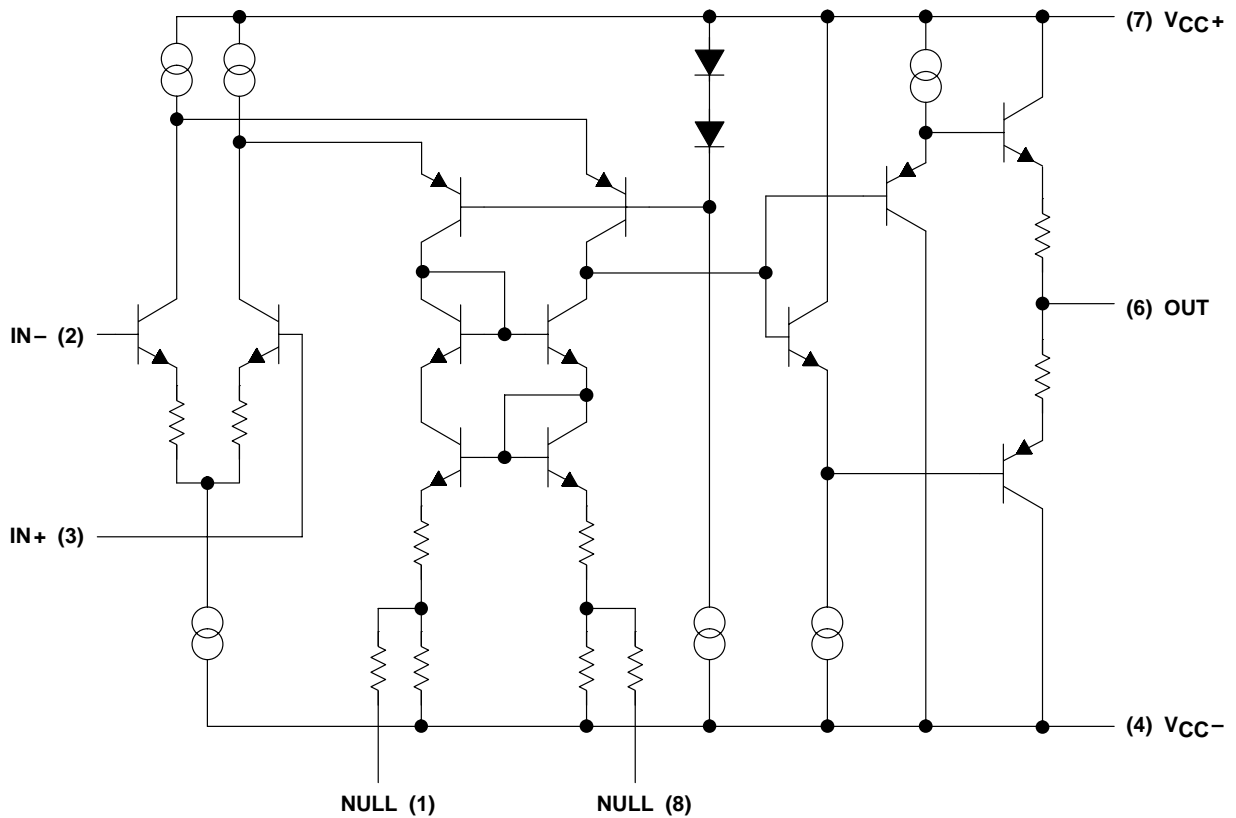 (7) VCC+
IN− (2)
(6) OUT
IN+ (3)
(4) VCC−
NULL (1)
NULL (8)